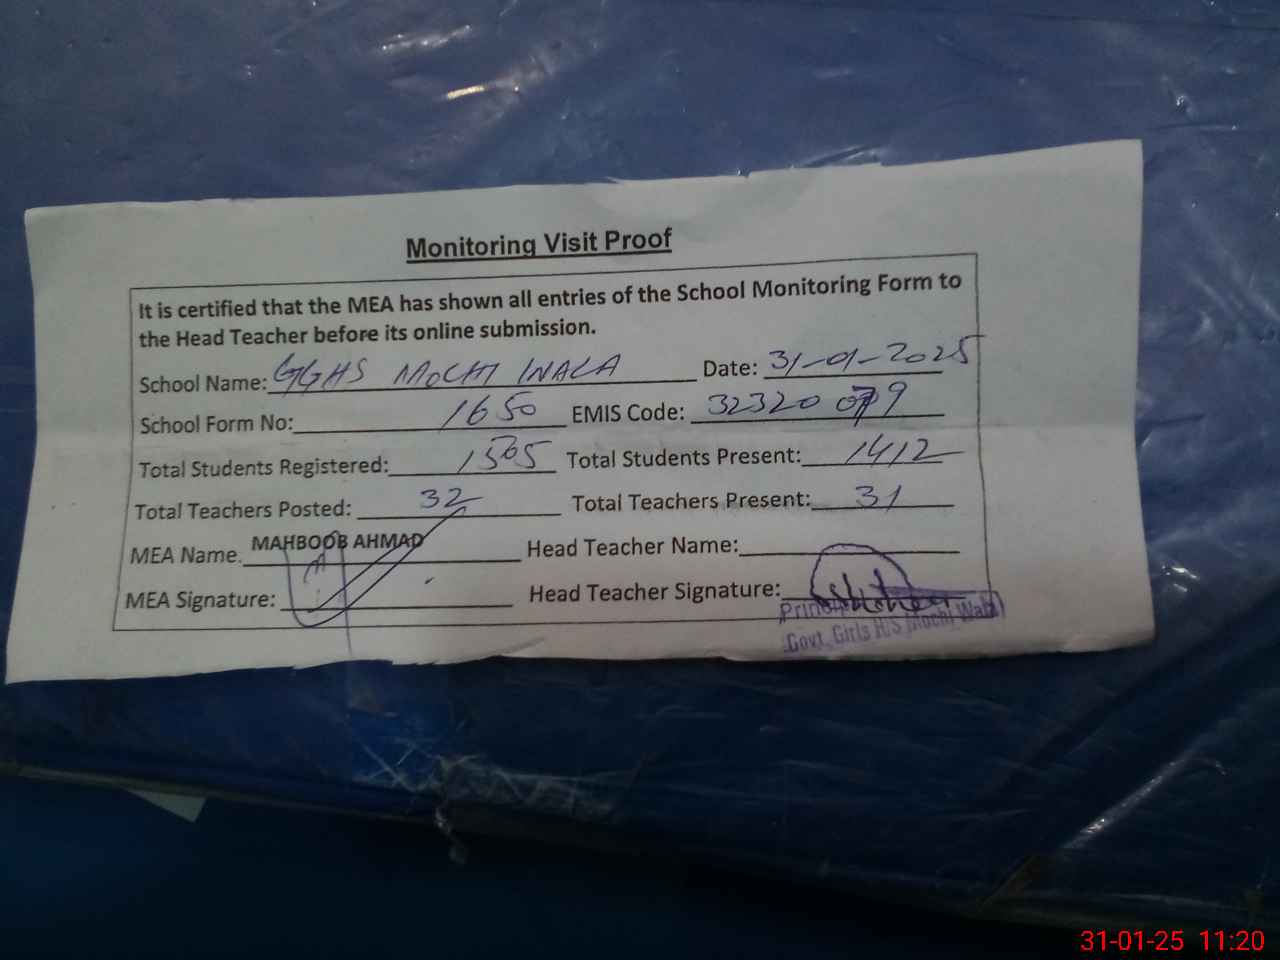 Monitoring Visit Proof
It is certified that the MEA has shown all entries of the School Monitoring Form to
the Head Teacher before its online submission.
School Name: GGHS MOCHI WALA Date: 31-01-2025
School Form No: 1650 EMIS Code: 32320079
Total Students Registered: 1505 Total Students Present: 1412
Total Teachers Posted: 32 Total Teachers Present: 31
MEA Name. MAHBOOB AHMAD Head Teacher Name:
MEA Signature: Head Teacher Signature:
Govt. Girls H/S Mochi Wala
31-01-25 11:20